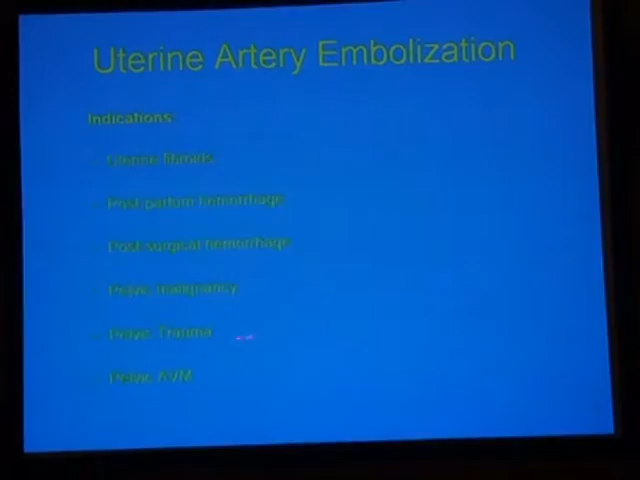 Uterine Artery Embolization
Indications:
– Uterine fibroids
– Post-partum hemorrhage
– Post-surgical hemorrhage
– Pelvic malignancy
– Pelvic Trauma
– Pelvic AVM